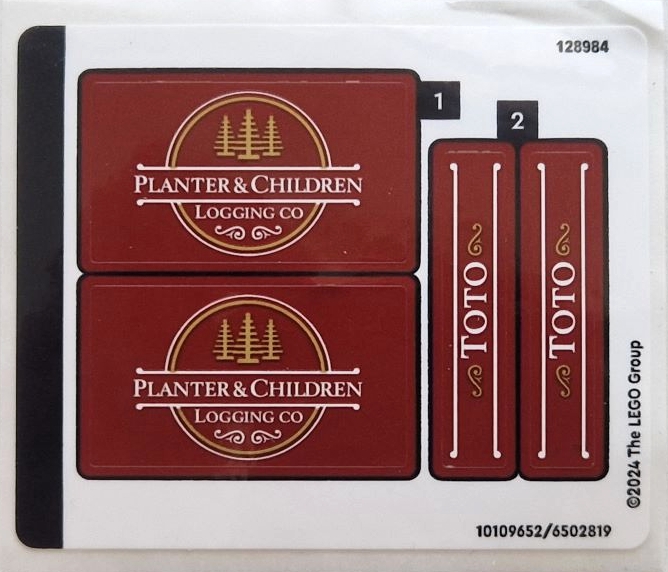 128984
1
PLANTER & CHILDREN
LOGGING CO
PLANTER & CHILDREN
LOGGING CO
2
TOTO
TOTO
©2024 The LEGO Group
10109652/6502819